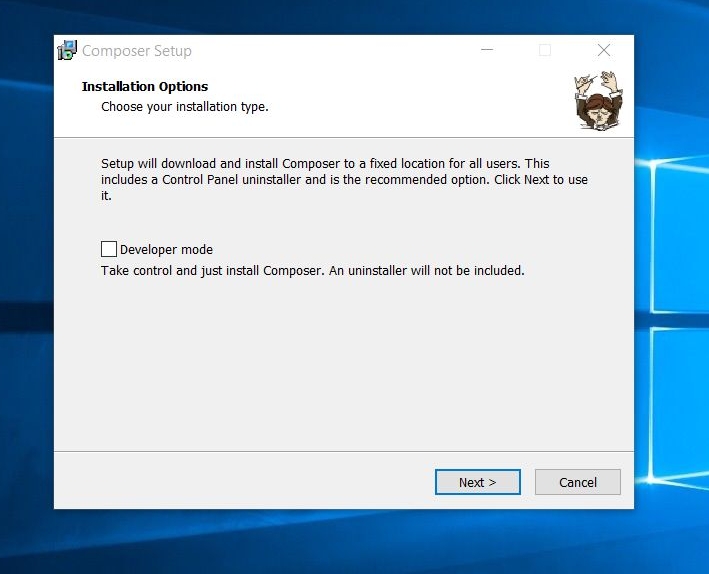 Composer Setup
Installation Options
Choose your installation type.
Setup will download and install Composer to a fixed location for all users. This
includes a Control Panel uninstaller and is the recommended option. Click Next to use
it.
Developer mode
Take control and just install Composer. An uninstaller will not be included.
Next >
Cancel